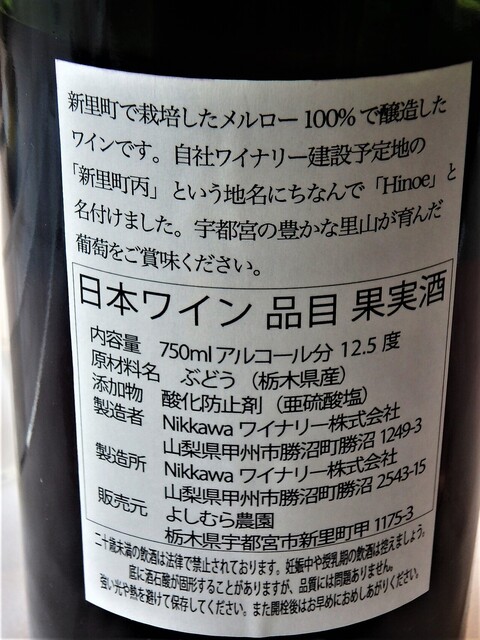 新里町で栽培したメルロー 100% で醸造した
ワインです。自社ワイナリー建設予定地の
「新里町丙」という地名にちなんで「Hinoe」と
名付けました。宇都宮の豊かな里山が育んだ
葡萄をご賞味ください。
日本ワイン 品目 果実酒
内容量 750ml アルコール分 12.5 度
原材料名 ぶどう（栃木県産）
添加物 酸化防止剤（亜硫酸塩）
製造者 Nikkawa ワイナリー株式会社
山梨県甲州市勝沼町勝沼 1249-3
製造所 Nikkawa ワイナリー株式会社
山梨県甲州市勝沼町勝沼 2543-15
販売元 よしむら農園
栃木県宇都宮市新里町甲 1175-3
二十歳未満の飲酒は法律で禁止されております。妊娠中や授乳期の飲酒は控えましょう。
底に酒石酸が固形することがありますが、品質には問題ありません。
強い光や熱を避けて保存してください。また開栓後はお早めにおめしあがりください。